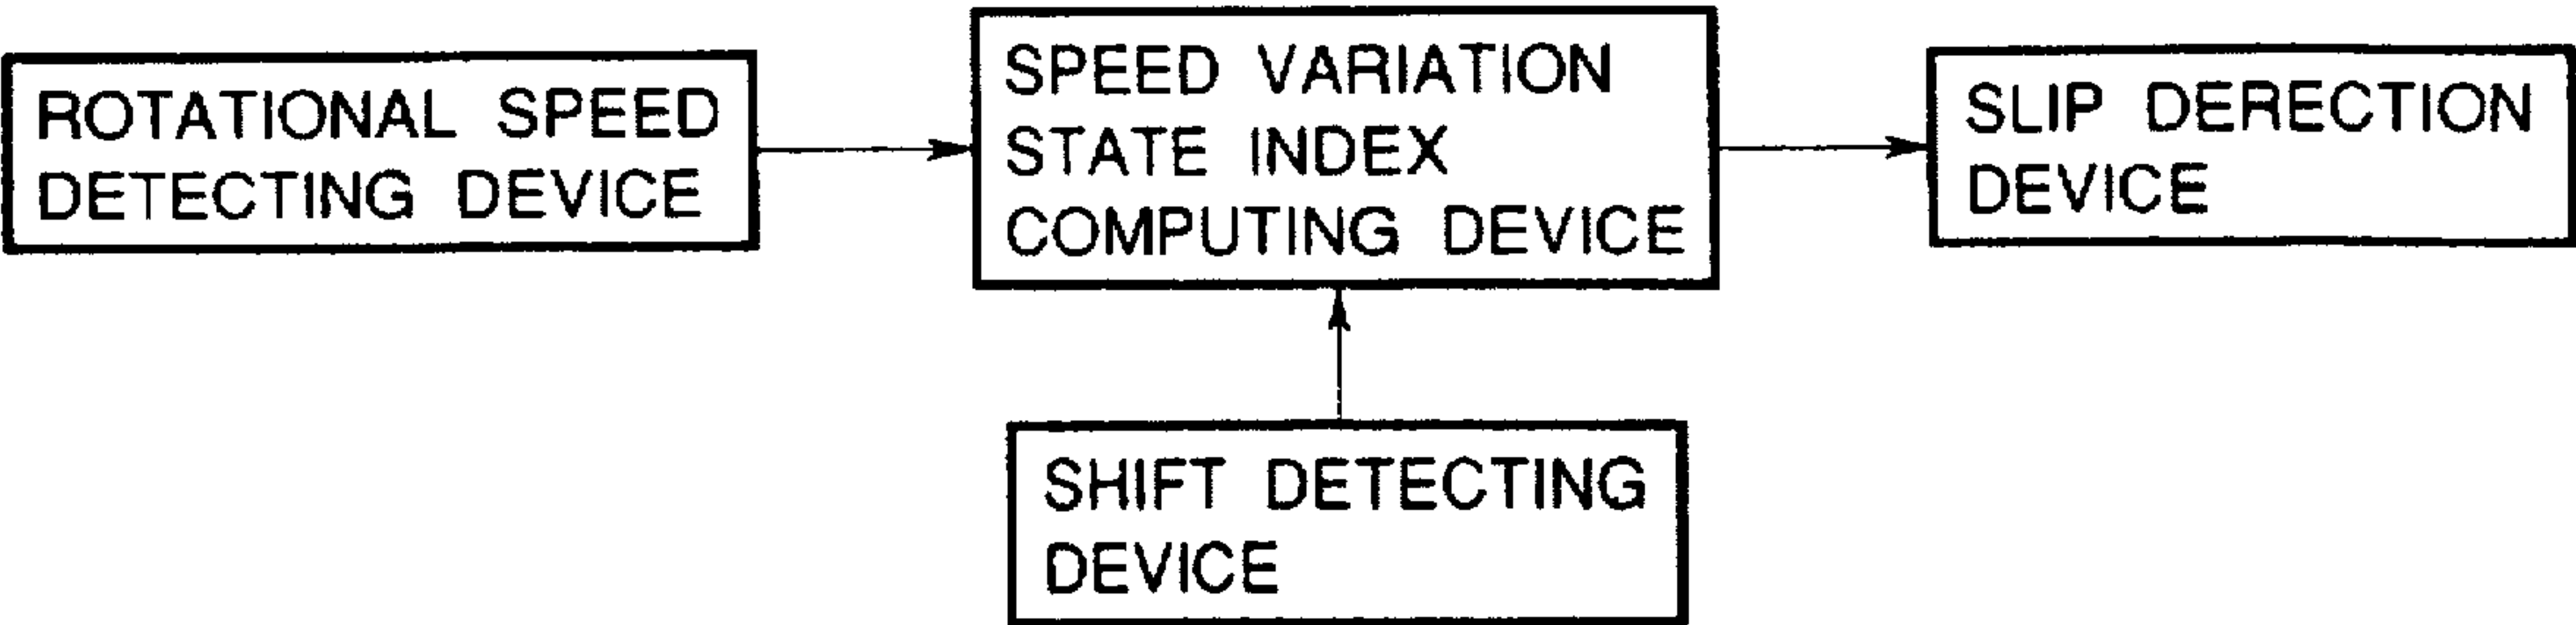 ROTATIONAL SPEED
DETECTING DEVICE
SPEED VARIATION
STATE INDEX
COMPUTING DEVICE
SLIP DERECTION
DEVICE
SHIFT DETECTING
DEVICE